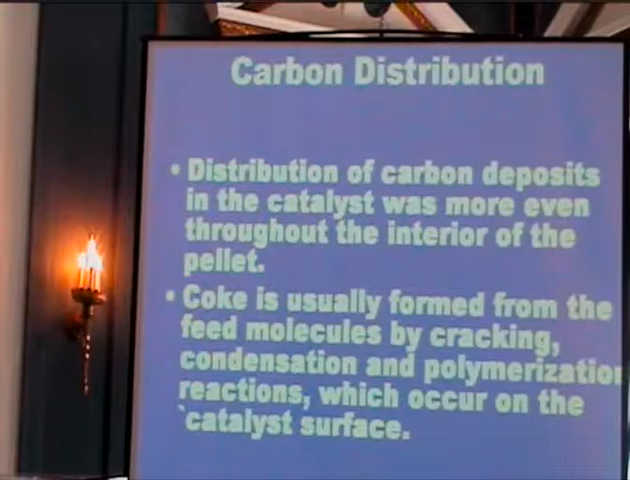 Carbon Distribution
• Distribution of carbon deposits
in the catalyst was more even
throughout the interior of the
pellet.
• Coke is usually formed from the
feed molecules by cracking,
condensation and polymerization
reactions, which occur on the
`catalyst surface.